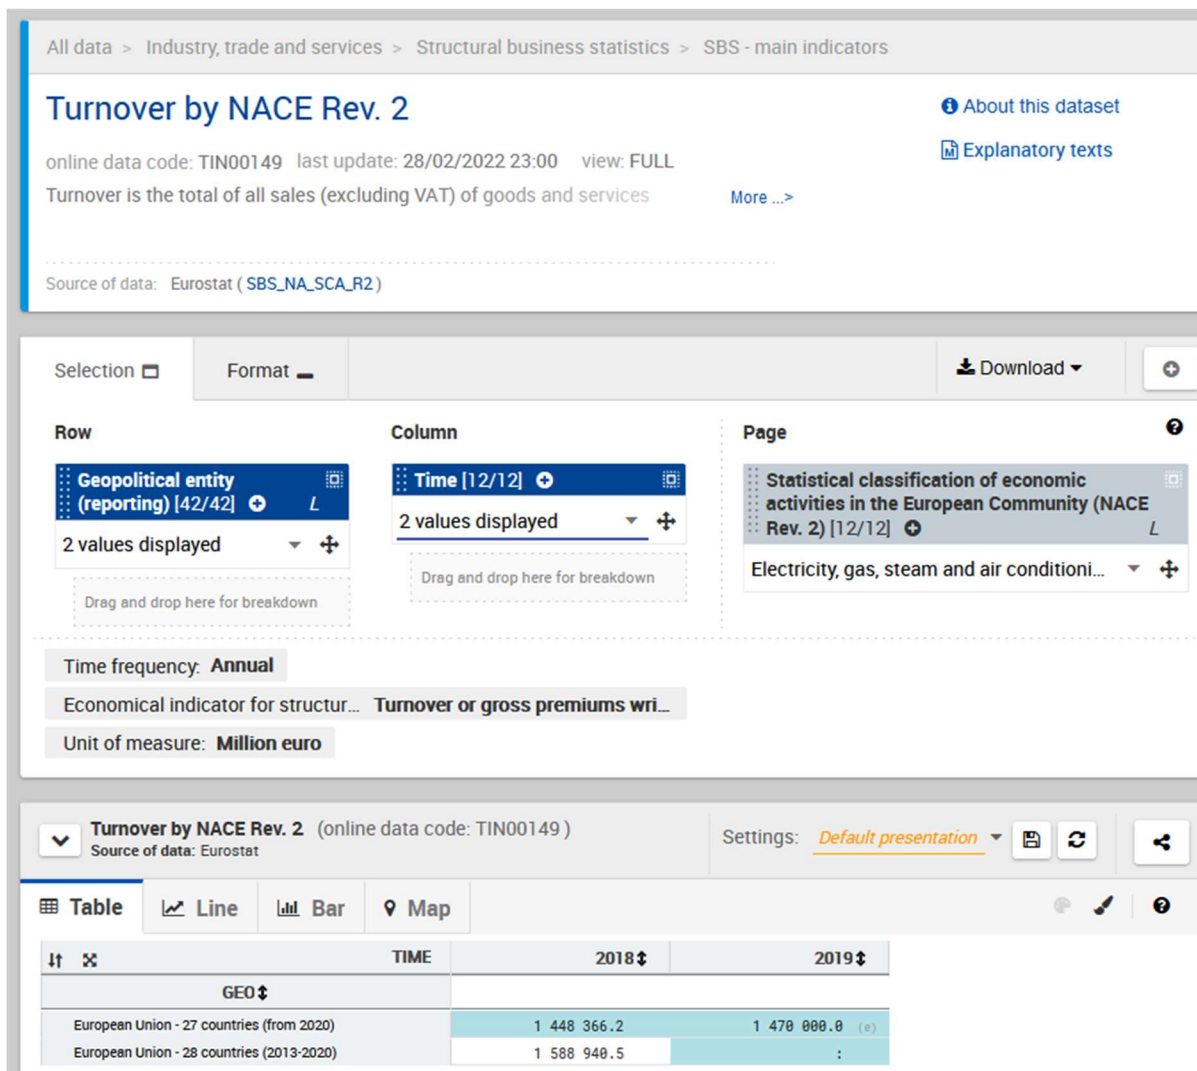 All data > Industry, trade and services > Structural business statistics > SBS - main indicators
Turnover by NACE Rev. 2
About this dataset
online data code: TIN00149 last update: 28/02/2022 23:00 view: FULL
Explanatory texts
Turnover is the total of all sales (excluding VAT) of goods and services More ...>
Source of data: Eurostat ( SBS_NA_SCA_R2 )
Selection Format Download
Row Column Page
Geopolitical entity
(reporting) [42/42] L
2 values displayed
Drag and drop here for breakdown
Time [12/12]
2 values displayed
Drag and drop here for breakdown
Statistical classification of economic
activities in the European Community (NACE
Rev. 2) [12/12] L
Electricity, gas, steam and air conditioni...
Time frequency: Annual
Economical indicator for structur... Turnover or gross premiums wri...
Unit of measure: Million euro
Turnover by NACE Rev. 2 (online data code: TIN00149 )
Source of data: Eurostat
Settings: Default presentation
Table Line Bar Map
TIME 2018 2019
GEO
European Union - 27 countries (from 2020) 1 448 366.2 1 470 000.0 (e)
European Union - 28 countries (2013-2020) 1 588 940.5 :